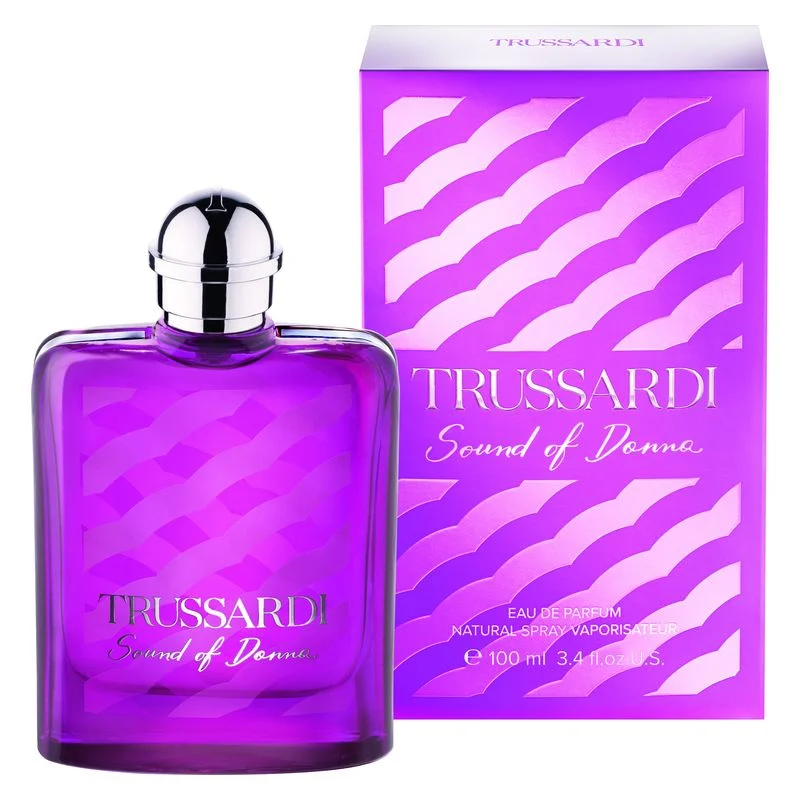 TRUSSARDI
TRUSSARDI
Sound of Donna
EAU DE PARFUM
NATURAL SPRAY VAPORISATEUR
℮ 100 ml 3.4 fl.oz.U.S.
TRUSSARDI
Sound of Donna